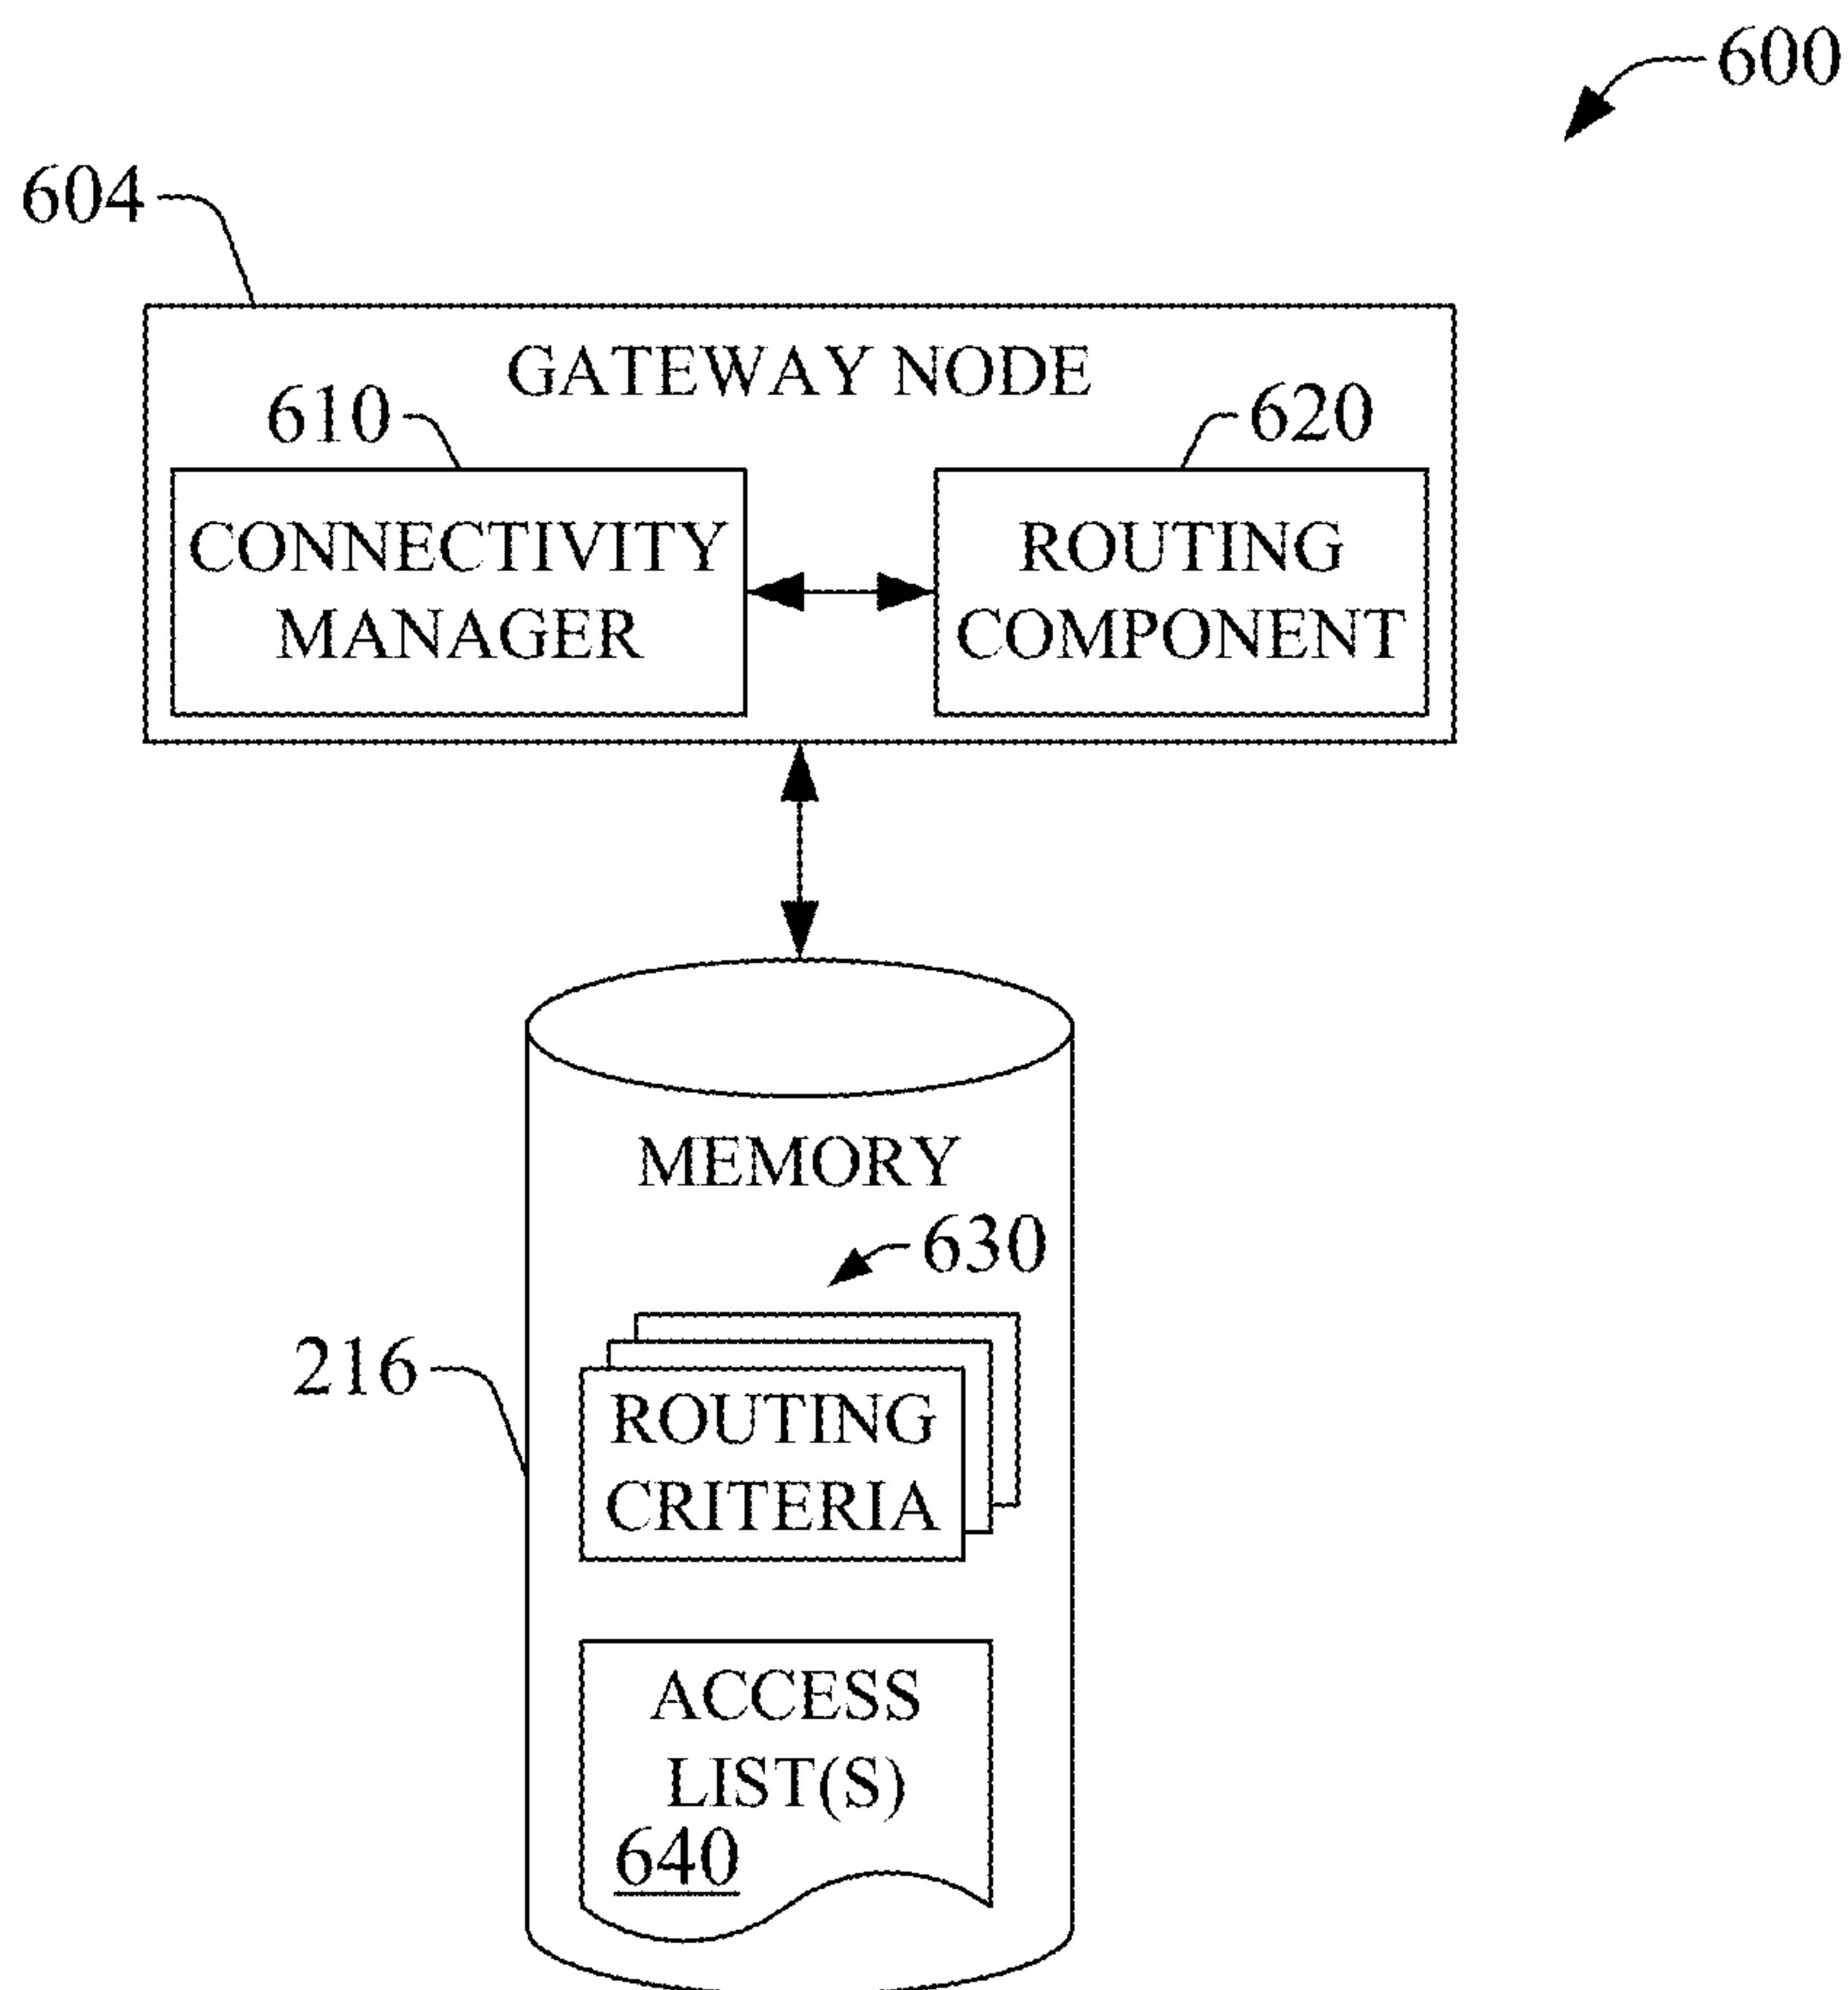 600
604
GATEWAY NODE
610
620
CONNECTIVITY
MANAGER
ROUTING
COMPONENT
MEMORY
630
216
ROUTING
CRITERIA
ACCESS
LIST(S)
640